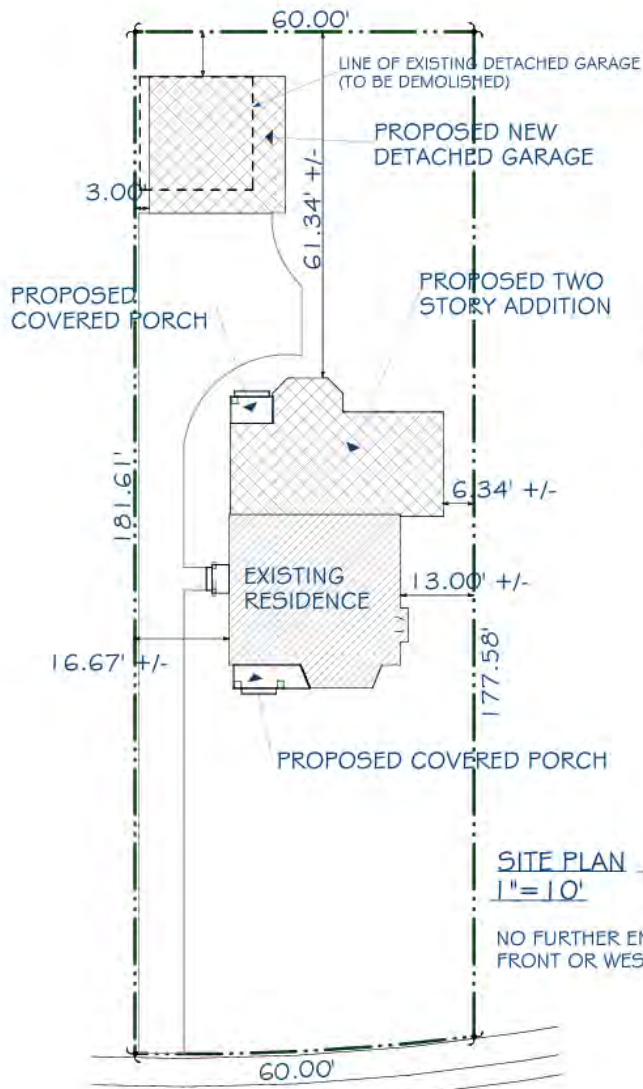 60.00'
LINE OF EXISTING DETACHED GARAGE
(TO BE DEMOLISHED)
PROPOSED NEW
DETACHED GARAGE
3.00'
61.34' +/-
PROPOSED
COVERED PORCH
PROPOSED TWO
STORY ADDITION
181.61'
6.34' +/-
EXISTING
RESIDENCE
13.00' +/-
16.67' +/-
177.58'
PROPOSED COVERED PORCH
SITE PLAN
1"=10'
NO FURTHER EN
FRONT OR WES
60.00'